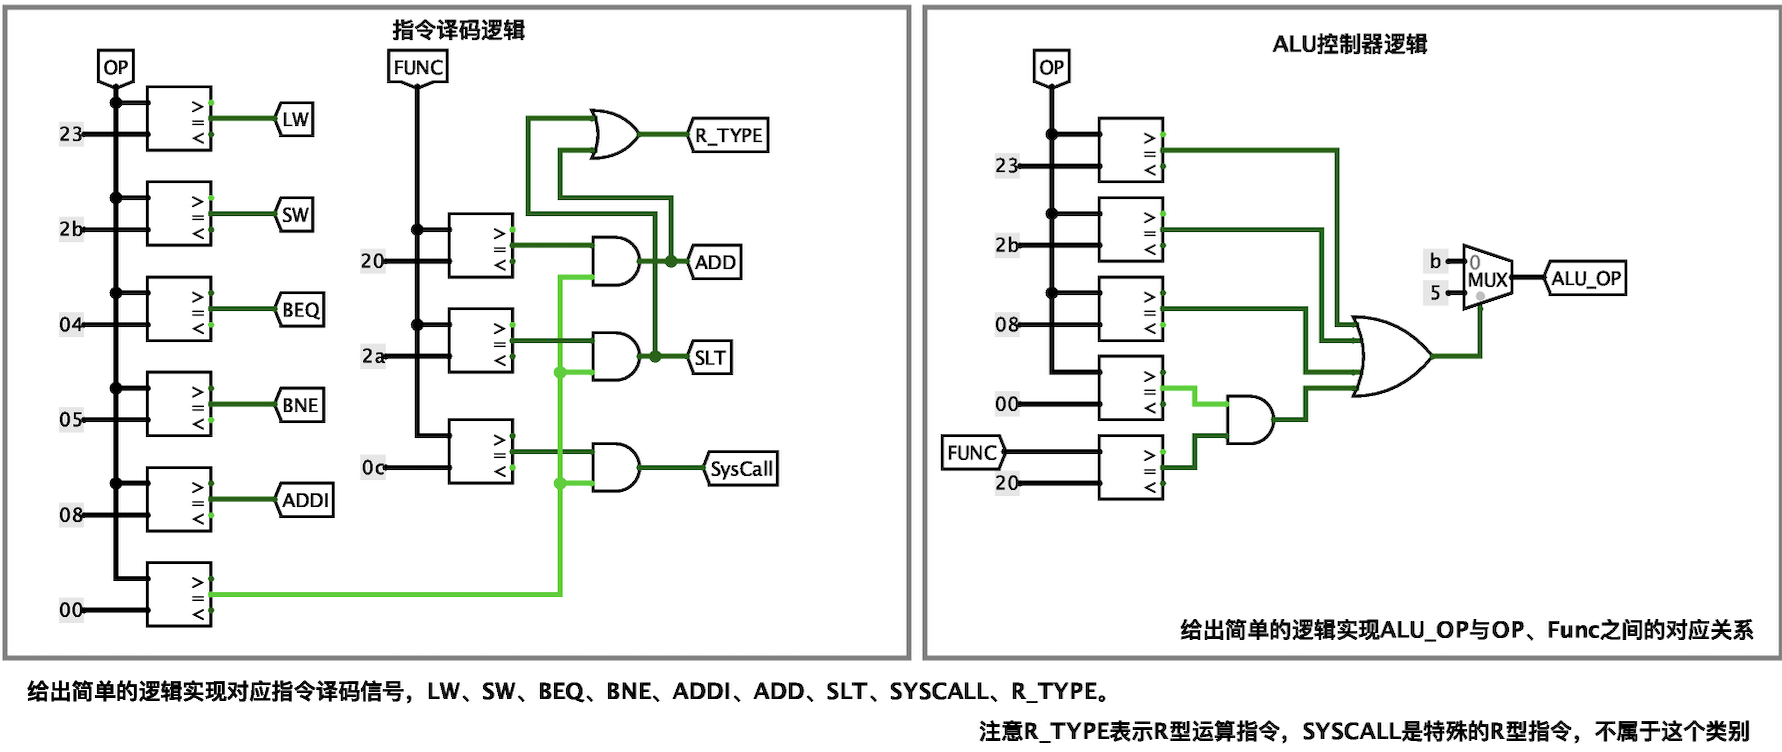 指令译码逻辑
OP
FUNC
23
>
=
<
LW
2b
>
=
<
SW
04
>
=
<
BEQ
05
>
=
<
BNE
08
>
=
<
ADDI
00
>
=
<
R_TYPE
20
>
=
<
ADD
2a
>
=
<
SLT
0c
>
=
<
SysCall
ALU控制器逻辑
OP
23
>
=
<
2b
>
=
<
08
>
=
<
00
>
=
<
FUNC
20
>
=
<
b
0
MUX
5
ALU_OP
给出简单的逻辑实现ALU_OP与OP、Func之间的对应关系
给出简单的逻辑实现对应指令译码信号，LW、SW、BEQ、BNE、ADDI、ADD、SLT、SYSCALL、R_TYPE。
注意R_TYPE表示R型运算指令，SYSCALL是特殊的R型指令，不属于这个类别